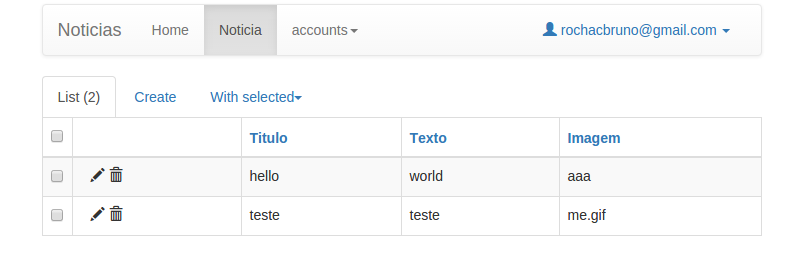 Noticias Home Noticia accounts rochacbruno@gmail.com
List (2) Create With selected
Titulo Texto Imagem
hello world aaa
teste teste me.gif